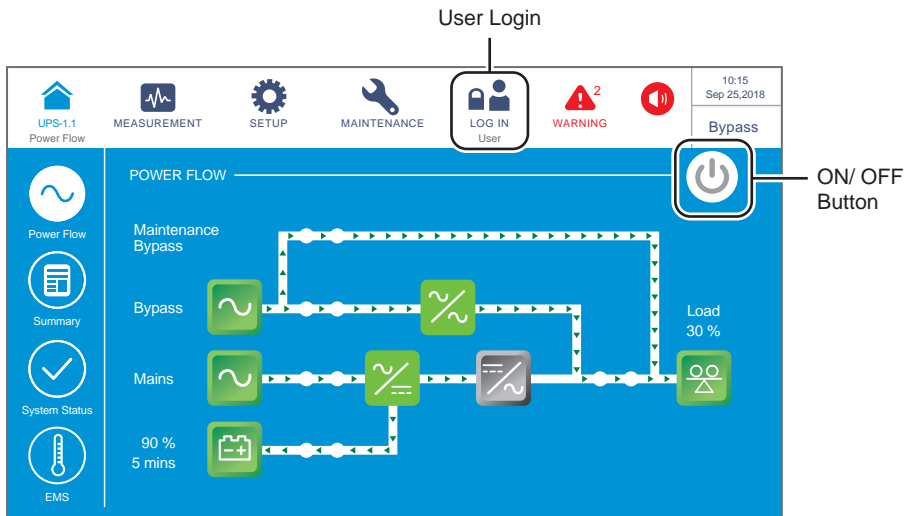 User Login
UPS-1.1
Power Flow
MEASUREMENT
SETUP
MAINTENANCE
LOG IN
User
2
WARNING
10:15
Sep 25,2018
Bypass
ON/ OFF
Button
Power Flow
Summary
System Status
EMS
POWER FLOW
Maintenance
Bypass
Bypass
Mains
90 %
5 mins
Load
30 %